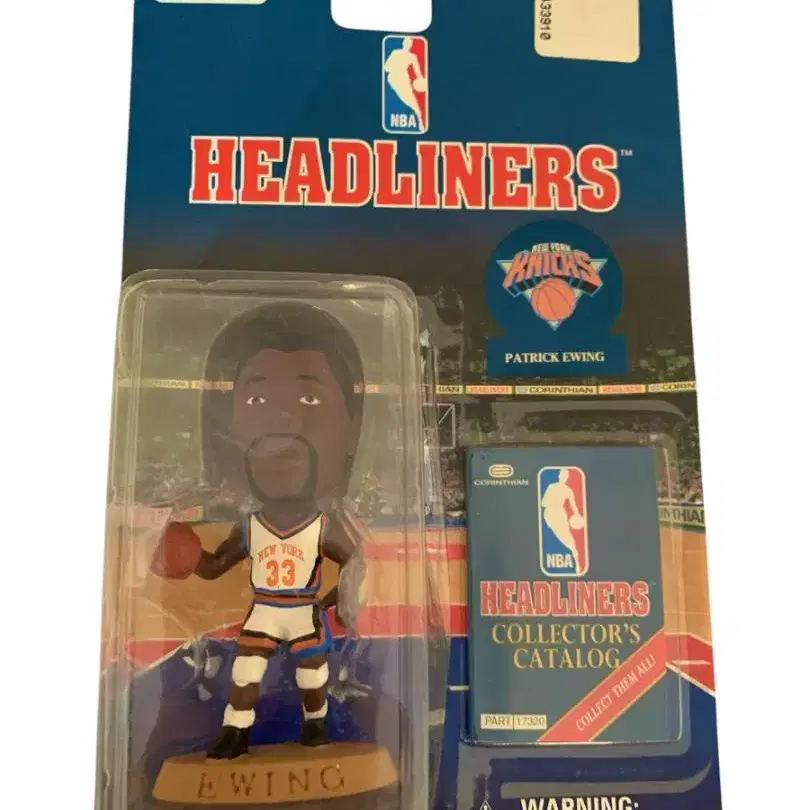 A33910
NBA
HEADLINERS™
NEW YORK
KNICKS
PATRICK EWING
CORINTHIAN
CORINTHIAN
NBA
HEADLINERS
COLLECTOR'S
CATALOG
COLLECT THEM ALL!
PART 17320
NEW YORK
33
EWING
WARNING: